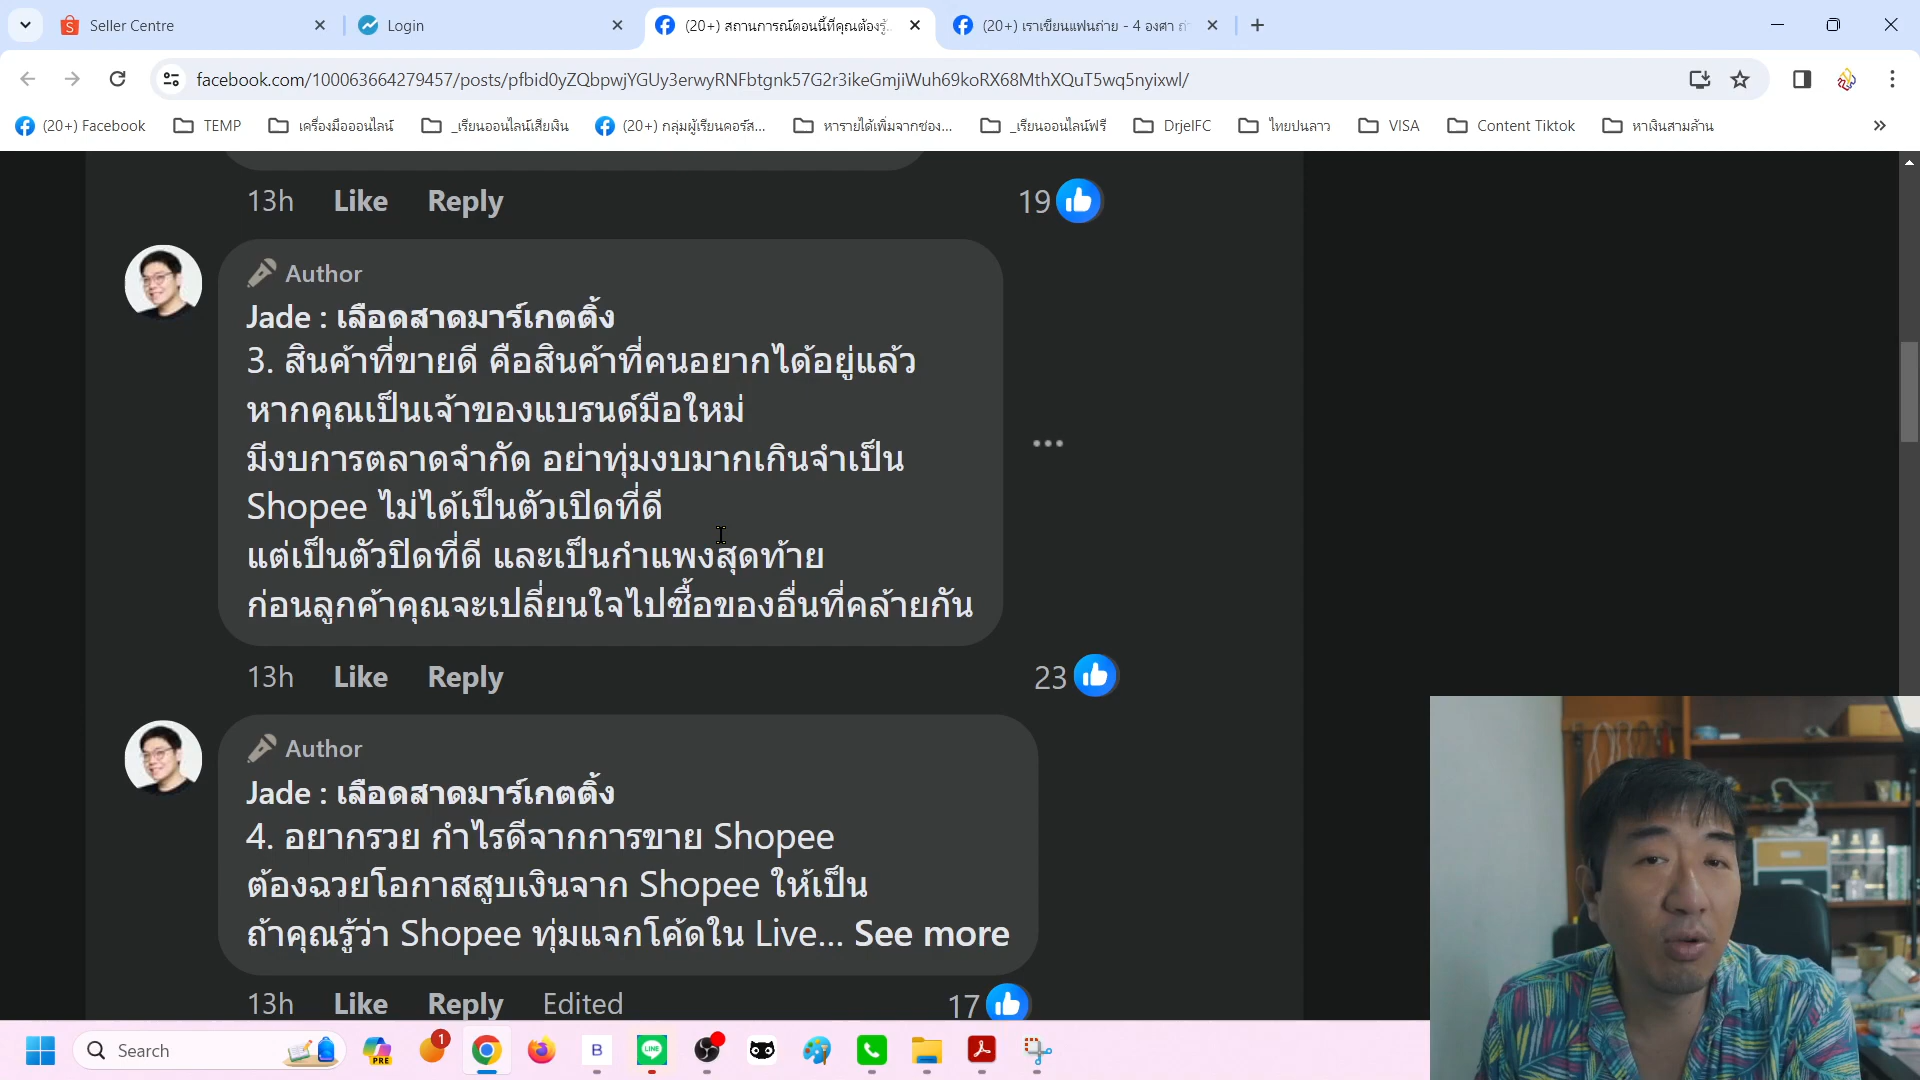 Seller Centre
Login
(20+) สถานการณ์ตอนนี้ที่คุณต้องรู้
(20+) เราเขียนแฟนถ่าย - 4 องศา
facebook.com/100063664279457/posts/pfbid0yZQbpwjYGUy3erwyRNFbtgnk57G2r3ikeGmjiWuh69koRX68MthXQuT5wq5nyixwl/
(20+) Facebook
TEMP
เครื่องมือออนไลน์
_เรียนออนไลน์เสียเงิน
(20+) กลุ่มผู้เรียนคอร์ส...
หารายได้เพิ่มจากช่อง...
_เรียนออนไลน์ฟรี
DrjelFC
ไทยปนลาว
VISA
Content Tiktok
หาเงินสามล้าน
13h Like Reply 19
Author
Jade : เลือดสาดมาร์เกตติ้ง
3. สินค้าที่ขายดี คือสินค้าที่คนอยากได้อยู่แล้ว
หากคุณเป็นเจ้าของแบรนด์มือใหม่
มีงบการตลาดจำกัด อย่าทุ่มงบมากเกินจำเป็น
Shopee ไม่ได้เป็นตัวเปิดที่ดี
แต่เป็นตัวปิดที่ดี และเป็นกำแพงสุดท้าย
ก่อนลูกค้าคุณจะเปลี่ยนใจไปซื้อของอื่นที่คล้ายกัน
13h Like Reply 23
Author
Jade : เลือดสาดมาร์เกตติ้ง
4. อยากรวย กำไรดีจากการขาย Shopee
ต้องฉวยโอกาสสูบเงินจาก Shopee ให้เป็น
ถ้าคุณรู้ว่า Shopee ทุ่มแจกโค้ดใน Live... See more
13h Like Reply Edited 17
Search
PRE
1
B
LINE